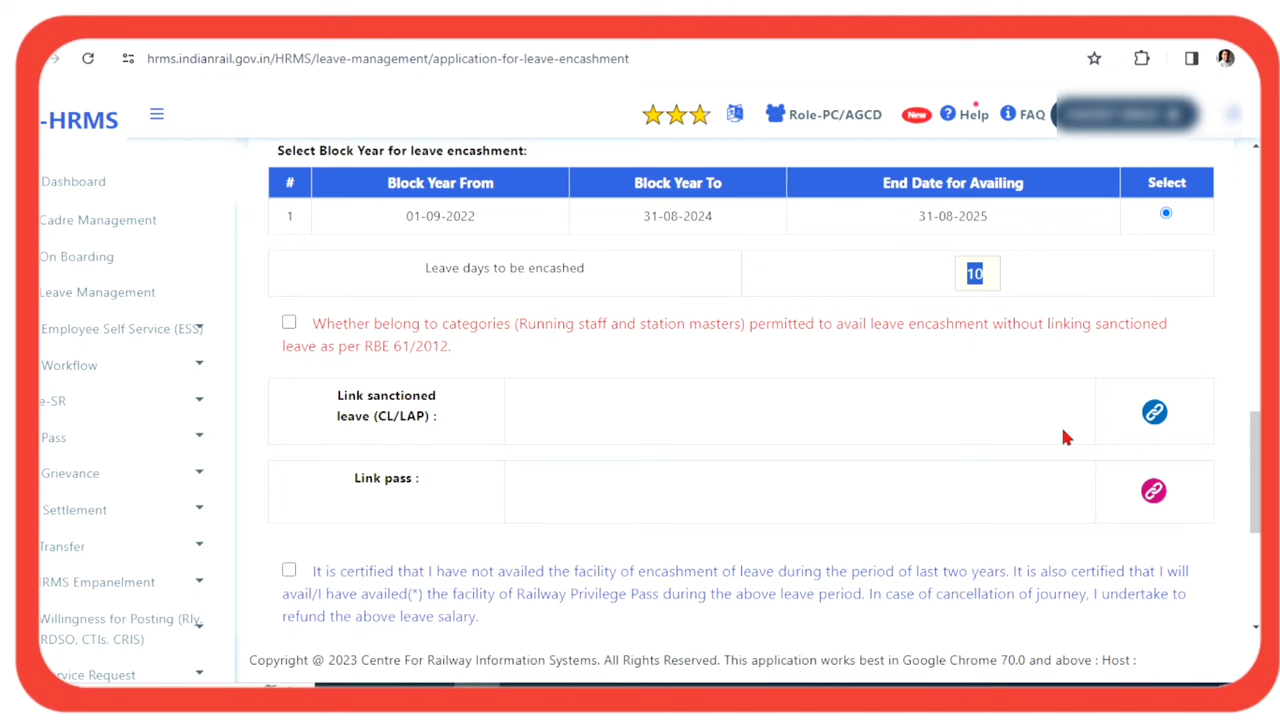 hrms.indianrail.gov.in/HRMS/leave-management/application-for-leave-encashment
-HRMS
Role-PC/AGCD
New
Help
FAQ
Dashboard
Cadre Management
On Boarding
Leave Management
Employee Self Service (ESS)
Workflow
e-SR
Pass
Grievance
Settlement
Transfer
IRMS Empanelment
Willingness for Posting (Rly,
RDSO, CTIs, CRIS)
Service Request
Select Block Year for leave encashment:
# Block Year From Block Year To End Date for Availing Select
1 01-09-2022 31-08-2024 31-08-2025
Leave days to be encashed 10
Whether belong to categories (Running staff and station masters) permitted to avail leave encashment without linking sanctioned
leave as per RBE 61/2012.
Link sanctioned
leave (CL/LAP) :
Link pass :
It is certified that I have not availed the facility of encashment of leave during the period of last two years. It is also certified that I will
avail/I have availed(*) the facility of Railway Privilege Pass during the above leave period. In case of cancellation of journey, I undertake to
refund the above leave salary.
Copyright @ 2023 Centre For Railway Information Systems. All Rights Reserved. This application works best in Google Chrome 70.0 and above : Host :